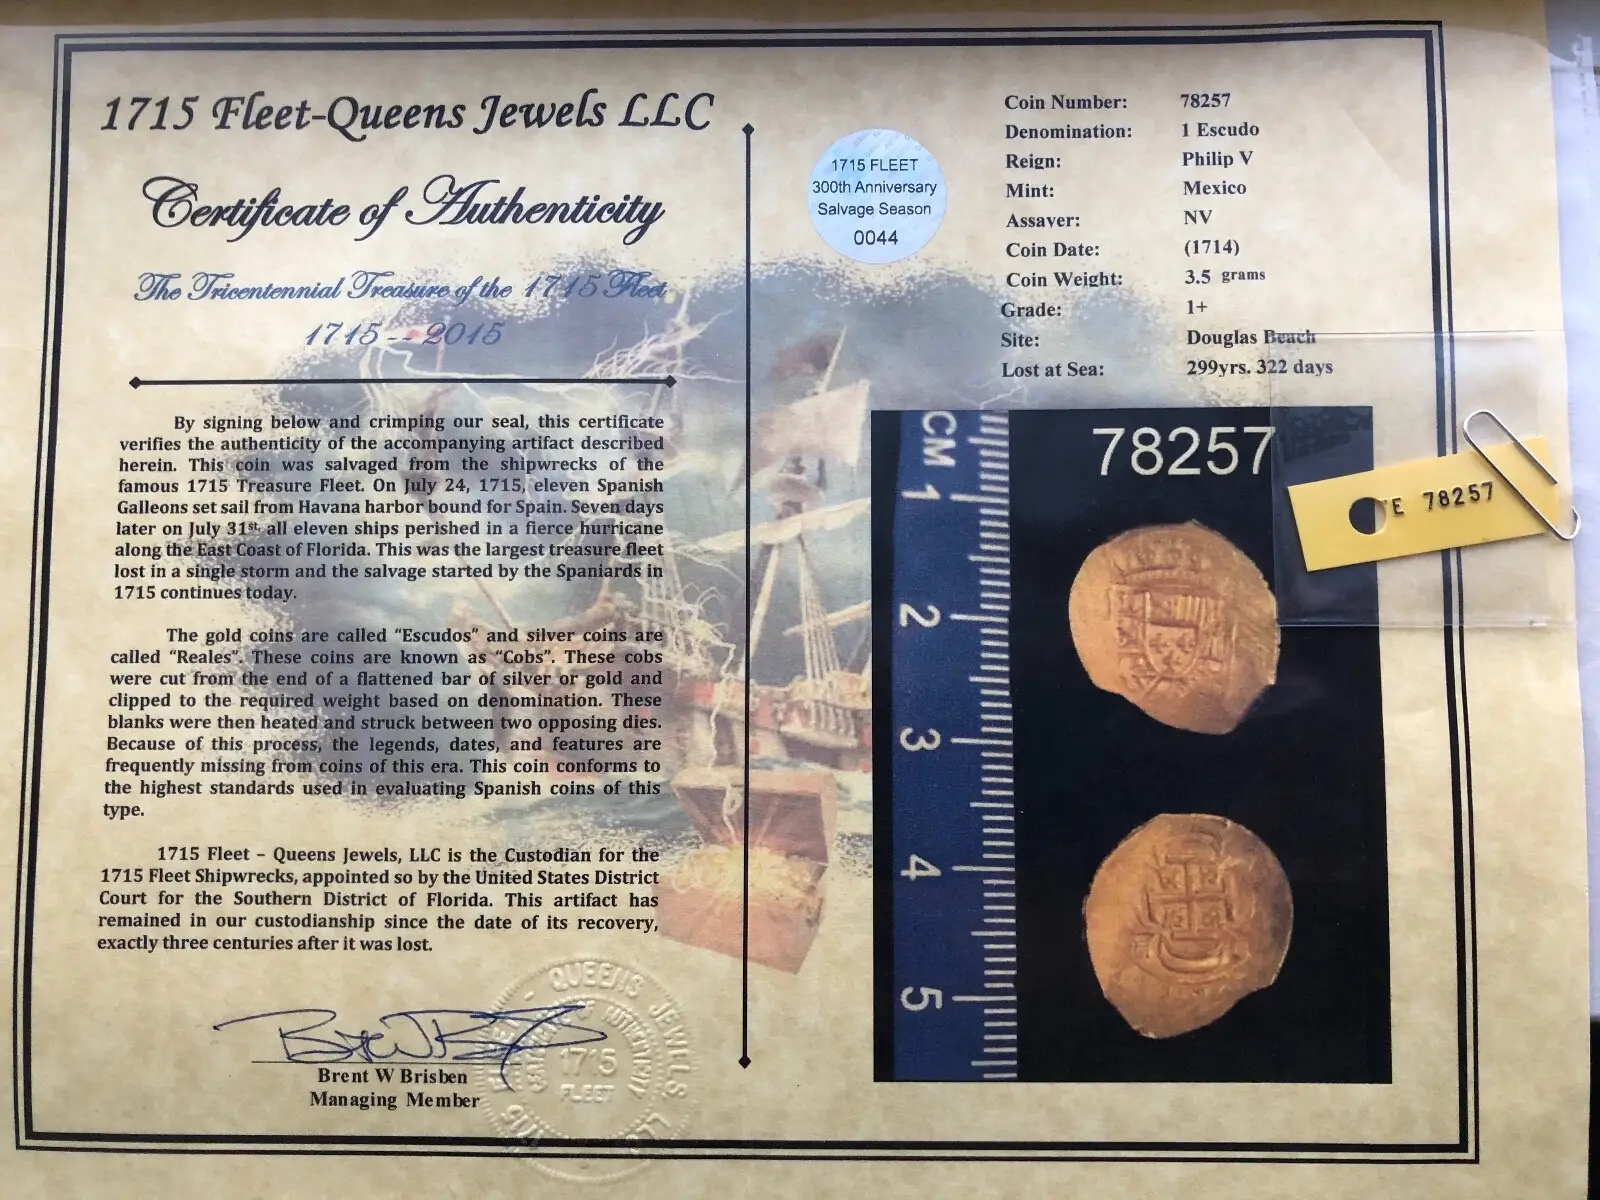 1715 Fleet-Queens Jewels LLC
Certificate of Authenticity
The Tricentennial Treasure of the 1715 Fleet
1715 -- 2015
By signing below and crimping our seal, this certificate
verifies the authenticity of the accompanying artifact described
herein. This coin was salvaged from the shipwrecks of the
famous 1715 Treasure Fleet. On July 24, 1715, eleven Spanish
Galleons set sail from Havana harbor bound for Spain. Seven days
later on July 31st, all eleven ships perished in a fierce hurricane
along the East Coast of Florida. This was the largest treasure fleet
lost in a single storm and the salvage started by the Spaniards in
1715 continues today.
The gold coins are called “Escudos” and silver coins are
called “Reales”. These coins are known as “Cobs”. These cobs
were cut from the end of a flattened bar of silver or gold and
clipped to the required weight based on denomination. These
blanks were then heated and struck between two opposing dies.
Because of this process, the legends, dates, and features are
frequently missing from coins of this era. This coin conforms to
the highest standards used in evaluating Spanish coins of this
type.
1715 Fleet – Queens Jewels, LLC is the Custodian for the
1715 Fleet Shipwrecks, appointed so by the United States District
Court for the Southern District of Florida. This artifact has
remained in our custodianship since the date of its recovery,
exactly three centuries after it was lost.
Brent W Brisben
Managing Member
QUEENS JEWELS LLC
1715
FLEET
1715 FLEET
300th Anniversary
Salvage Season
0044
Coin Number: 78257
Denomination: 1 Escudo
Reign: Philip V
Mint: Mexico
Assayer: NV
Coin Date: (1714)
Coin Weight: 3.5 grams
Grade: 1+
Site: Douglas Beach
Lost at Sea: 299yrs. 322 days
CM
1
2
3
4
5
78257
E 78257